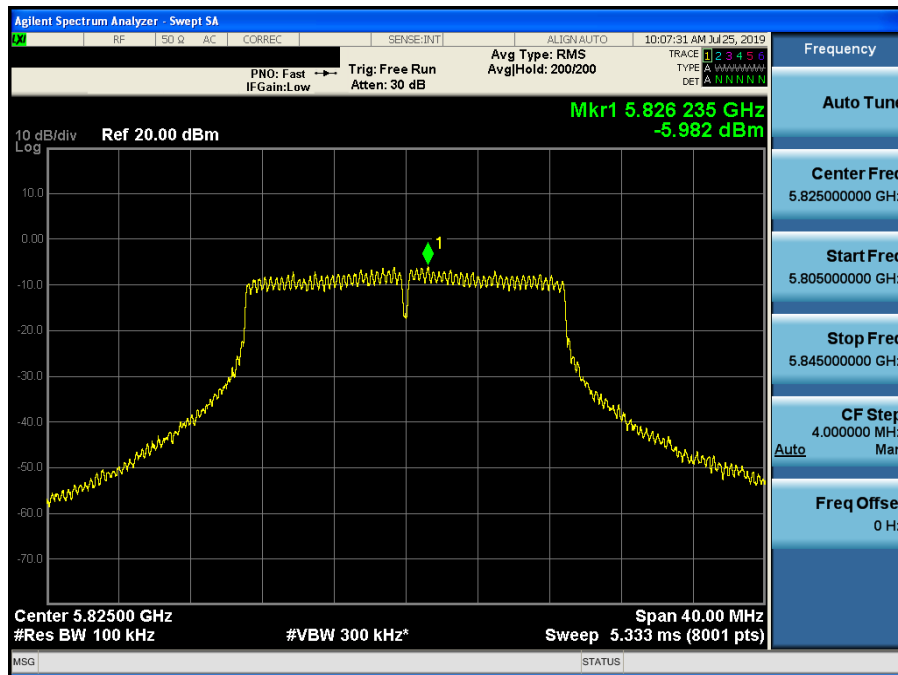 Agilent Spectrum Analyzer - Swept SA
LXI RF 50 Ω AC CORREC SENSE:INT ALIGN AUTO 10:07:31 AM Jul 25, 2019
PNO: Fast
IFGain:Low
Trig: Free Run
Atten: 30 dB
Avg Type: RMS
Avg|Hold: 200/200
TRACE 1 2 3 4 5 6
TYPE A WWWWW
DET A N N N N N
Mkr1 5.826 235 GHz
-5.982 dBm
10 dB/div Ref 20.00 dBm
Log
10.0
0.00
-10.0
-20.0
-30.0
-40.0
-50.0
-60.0
-70.0
1
Center 5.82500 GHz Span 40.00 MHz
#Res BW 100 kHz #VBW 300 kHz* Sweep 5.333 ms (8001 pts)
MSG STATUS
Frequency
Auto Tun
Center Fre
5.825000000 GH
Start Fre
5.805000000 GH
Stop Fre
5.845000000 GH
CF Step
4.000000 MH
Auto Ma
Freq Offse
0 H